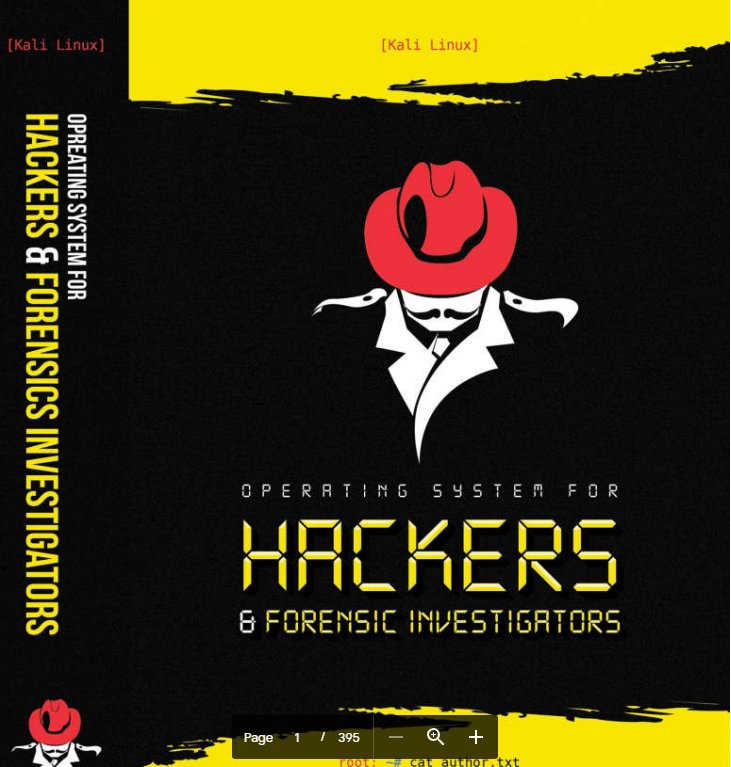 [Kali Linux]
OPREATING SYSTEM FOR
HACKERS & FORENSICS INVESTIGATORS
[Kali Linux]
OPERATING SYSTEM FOR
HACKERS
& FORENSIC INVESTIGATORS
Page 1 / 395
root: ~# cat author.txt